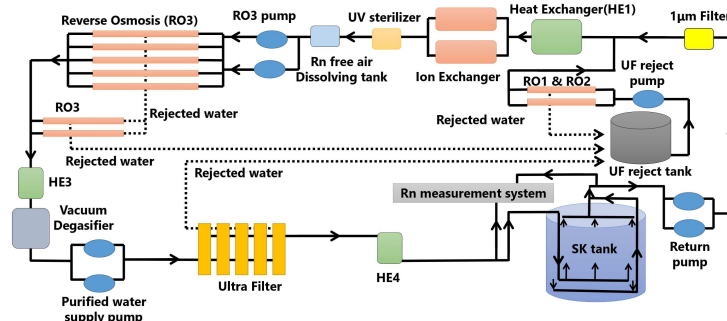 Reverse Osmosis (RO3)
RO3 pump
UV sterilizer
Heat Exchanger(HE1)
1μm Filter
Rn free air
Dissolving tank
Ion Exchanger
RO1 & RO2
UF reject
pump
RO3
Rejected water
Rejected water
Rejected water
UF reject tank
HE3
Rejected water
Rn measurement system
Vacuum
Degasifier
SK tank
Return
pump
HE4
Ultra Filter
Purified water
supply pump